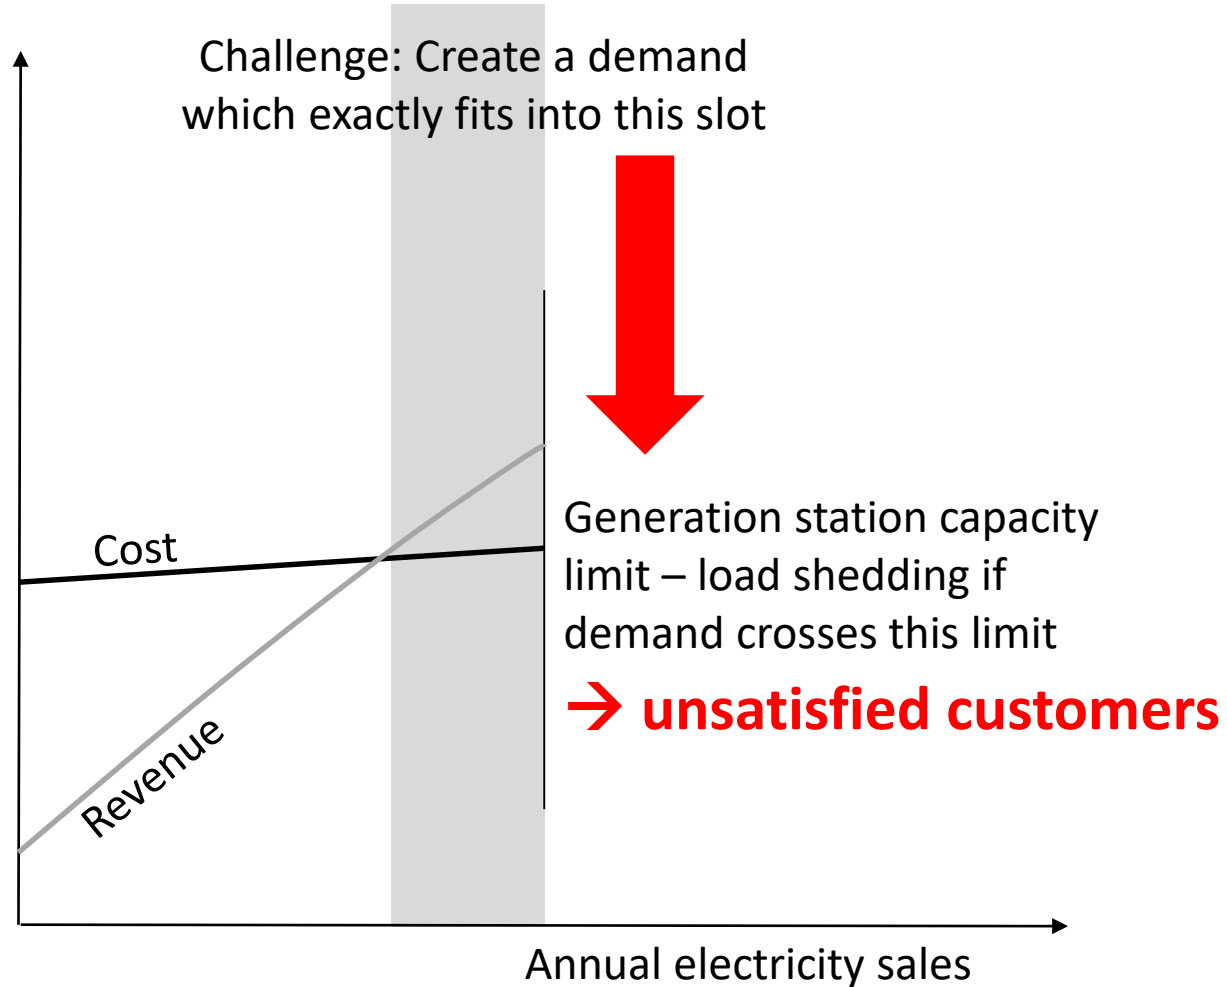 Challenge: Create a demand
which exactly fits into this slot
Cost
Revenue
Generation station capacity
limit – load shedding if
demand crosses this limit
→ unsatisfied customers
Annual electricity sales